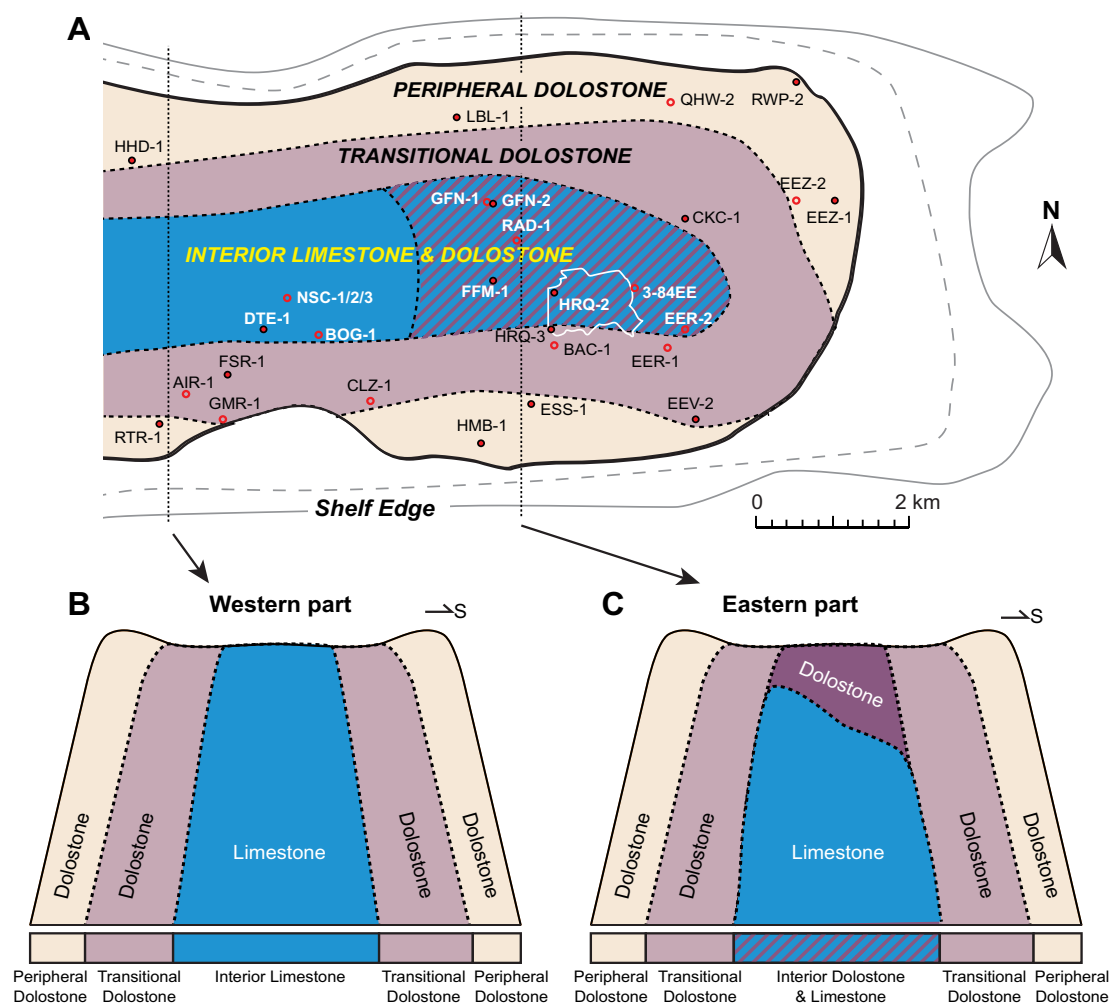 A
PERIPHERAL DOLOSTONE
QHW-2
RWP-2
LBL-1
HHD-1
TRANSITIONAL DOLOSTONE
EEZ-2
EEZ-1
GFN-1
GFN-2
CKC-1
RAD-1
N
INTERIOR LIMESTONE & DOLOSTONE
FFM-1
3-84EE
NSC-1/2/3
HRQ-2
DTE-1
BOG-1
EER-2
HRQ-3
BAC-1
EER-1
FSR-1
AIR-1
CLZ-1
GMR-1
ESS-1
EEV-2
RTR-1
HMB-1
0
2 km
Shelf Edge
B
Western part
S
Dolostone
Dolostone
Limestone
Dolostone
Dolostone
Peripheral
Dolostone
Transitional
Dolostone
Interior Limestone
Transitional
Dolostone
Peripheral
Dolostone
C
Eastern part
S
Dolostone
Dolostone
Dolostone
Limestone
Dolostone
Dolostone
Peripheral
Dolostone
Transitional
Dolostone
Interior Dolostone
& Limestone
Transitional
Dolostone
Peripheral
Dolostone